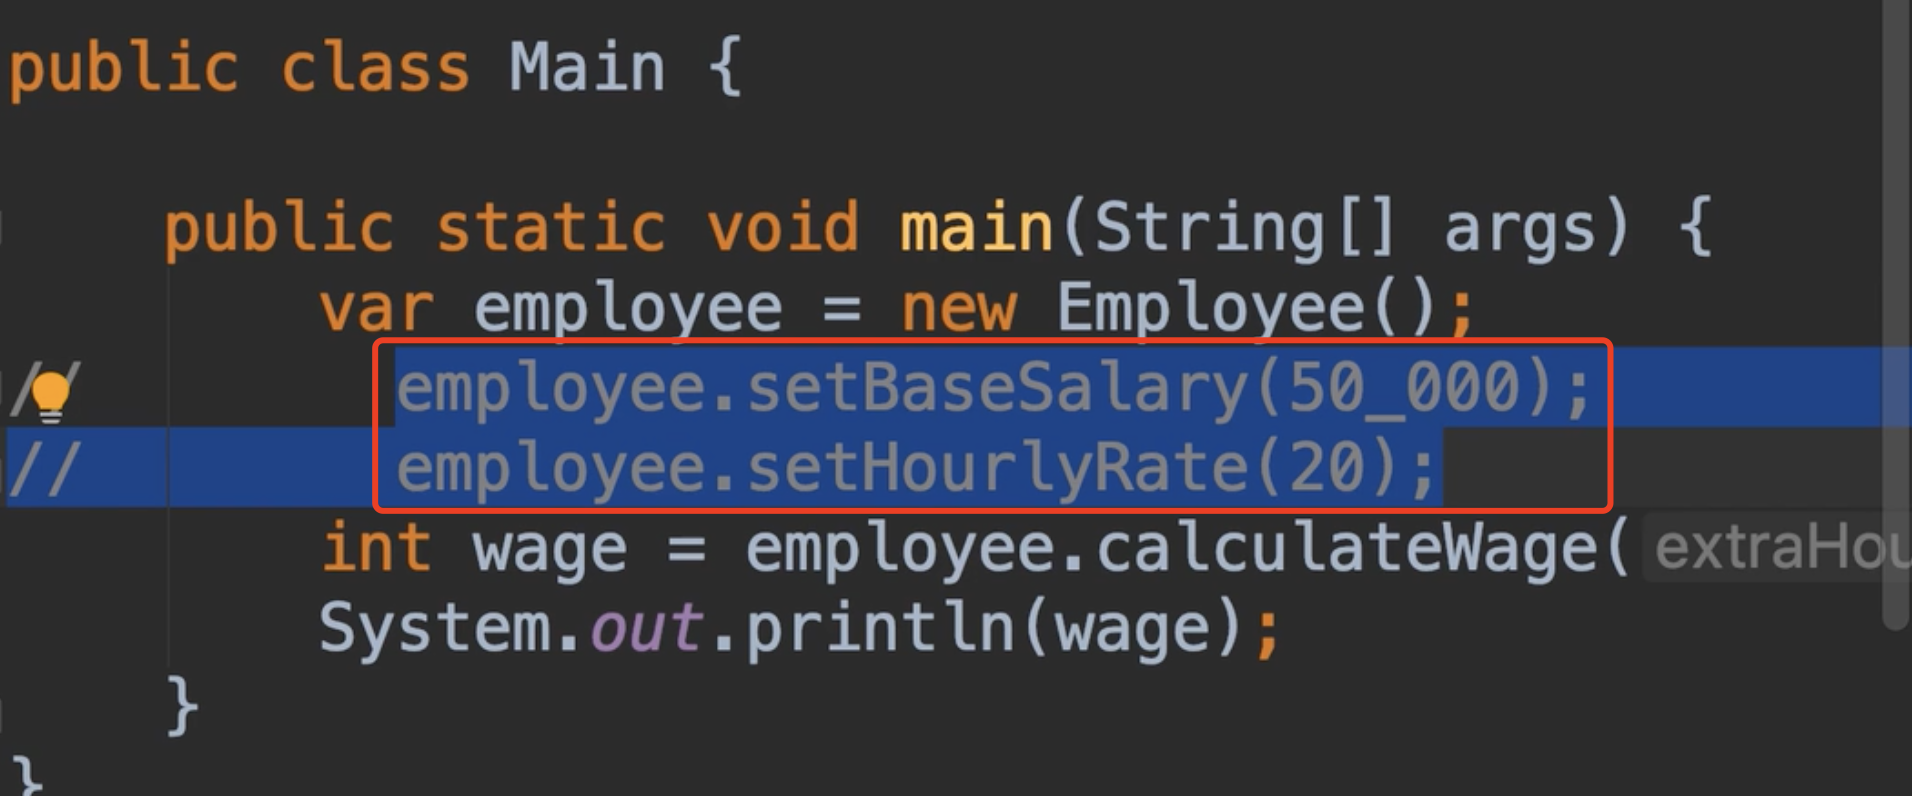 public class Main {
public static void main(String[] args) {
var employee = new Employee();
// employee.setBaseSalary(50_000);
// employee.setHourlyRate(20);
int wage = employee.calculateWage( extraHou
System.out.println(wage);
}
}